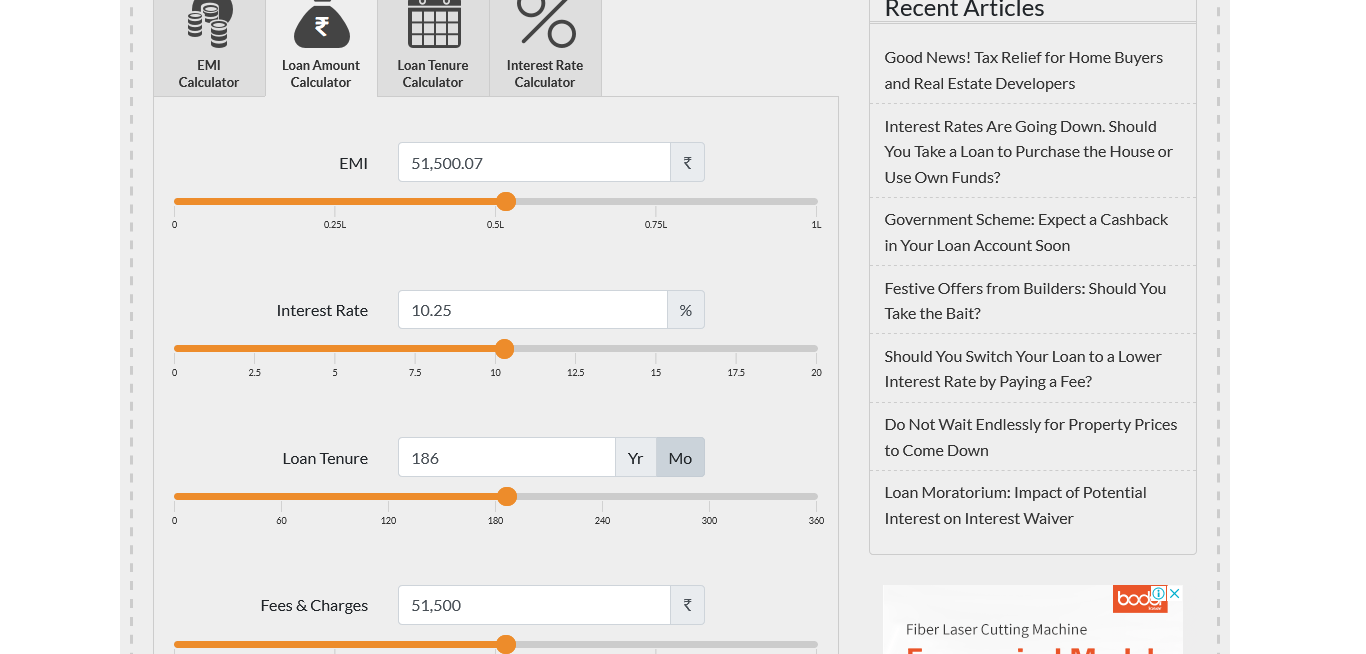 EMI
Calculator
₹
Loan Amount
Calculator
Loan Tenure
Calculator
Interest Rate
Calculator
EMI
51,500.07
₹
0
0.25L
0.5L
0.75L
1L
Interest Rate
10.25
%
0
2.5
5
7.5
10
12.5
15
17.5
20
Loan Tenure
186
Yr
Mo
0
60
120
180
240
300
360
Fees & Charges
51,500
₹
Recent Articles
Good News! Tax Relief for Home Buyers
and Real Estate Developers
Interest Rates Are Going Down. Should
You Take a Loan to Purchase the House or
Use Own Funds?
Government Scheme: Expect a Cashback
in Your Loan Account Soon
Festive Offers from Builders: Should You
Take the Bait?
Should You Switch Your Loan to a Lower
Interest Rate by Paying a Fee?
Do Not Wait Endlessly for Property Prices
to Come Down
Loan Moratorium: Impact of Potential
Interest on Interest Waiver
Fiber Laser Cutting Machine